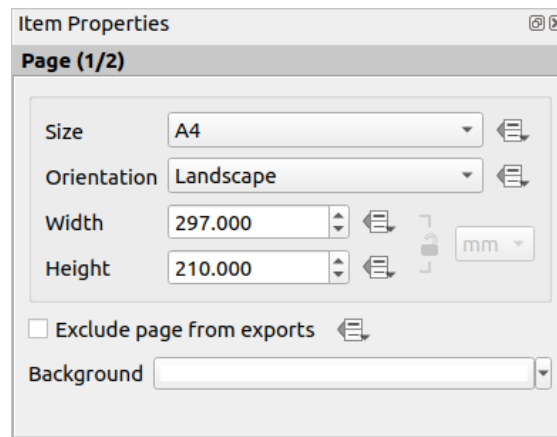 Item Properties
Page (1/2)
Size A4
Orientation Landscape
Width 297.000
mm
Height 210.000
Exclude page from exports
Background